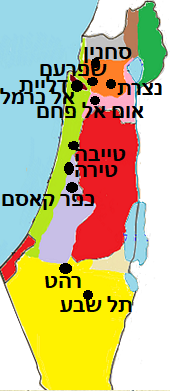 סחנין
שפרעם
נצרת
דליית
אל כרמל
אום אל פחם
טייבה
טירה
כפר קאסם
רהט
תל שבע